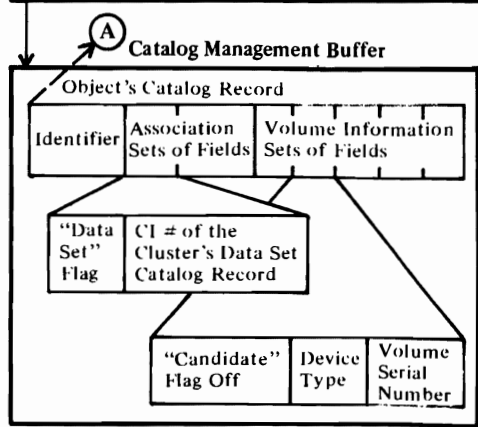 A
Catalog Management Buffer
Object's Catalog Record
Identifier
Association
Sets of Fields
Volume Information
Sets of Fields
"Data
Set"
Flag
CI # of the
Cluster's Data Set
Catalog Record
"Candidate"
Flag Off
Device
Type
Volume
Serial
Number